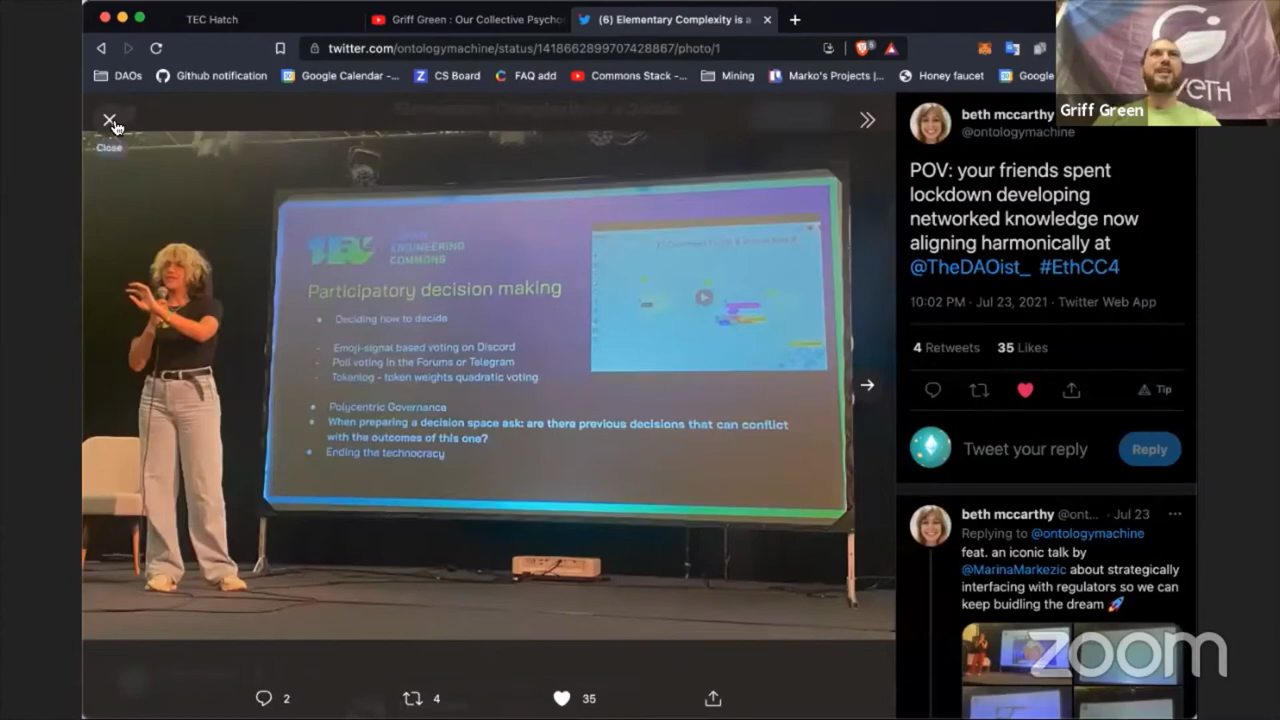 TEC Hatch
Griff Green : Our Collective Psycho
(6) Elementary Complexity is a
twitter.com/ontologymachine/status/1418662899707428867/photo/1
DAOs
Github notification
Google Calendar -...
CS Board
FAQ add
Commons Stack -...
Mining
Marko's Projects |...
Honey faucet
Google
Griff Green
Close
ENGINEERING
COMMONS
Participatory decision making
Deciding how to decide
- Emoji-signal based voting on Discord
- Poll voting in the Forums or Telegram
- Tokenlog - token weights quadratic voting
Polycentric Governance
When preparing a decision space ask: are there previous decisions that can conflict
with the outcomes of this one?
Ending the technocracy
2
4
35
beth mccarthy
@ontologymachine
POV: your friends spent
lockdown developing
networked knowledge now
aligning harmonically at
@TheDAOist_ #EthCC4
10:02 PM · Jul 23, 2021 · Twitter Web App
4 Retweets 35 Likes
Tip
Tweet your reply
Reply
beth mccarthy @ont... · Jul 23
Replying to @ontologymachine
feat. an iconic talk by
@MarinaMarkezic about strategically
interfacing with regulators so we can
keep buidling the dream 🚀
zoom